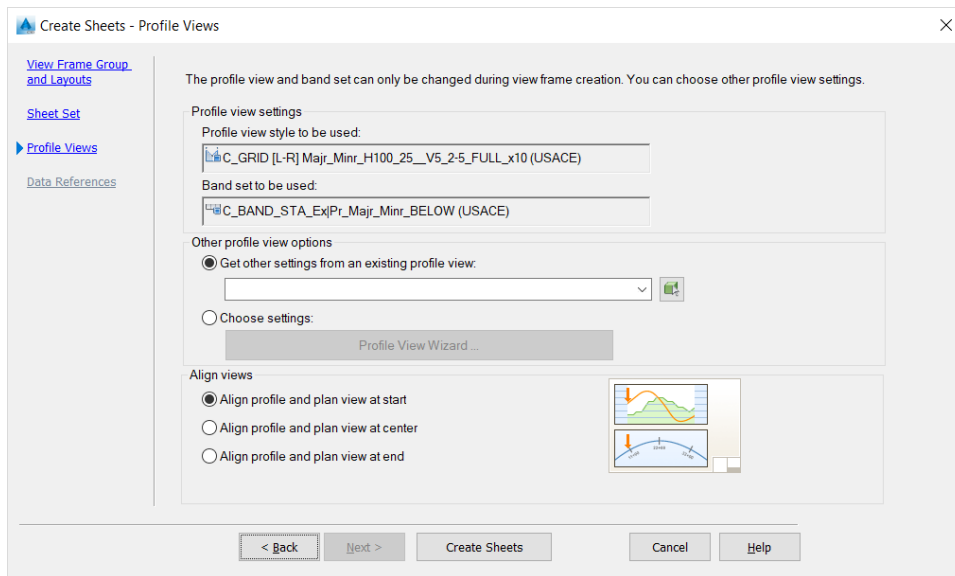 Create Sheets - Profile Views
View Frame Group
and Layouts
Sheet Set
Profile Views
Data References
The profile view and band set can only be changed during view frame creation. You can choose other profile view settings.
Profile view settings
Profile view style to be used:
C_GRID [L-R] Majr_Minr_H100_25__V5_2-5_FULL_x10 (USACE)
Band set to be used:
C_BAND_STA_Ex|Pr_Majr_Minr_BELOW (USACE)
Other profile view options
Get other settings from an existing profile view:
Choose settings:
Profile View Wizard ...
Align views
Align profile and plan view at start
Align profile and plan view at center
Align profile and plan view at end
< Back
Next >
Create Sheets
Cancel
Help